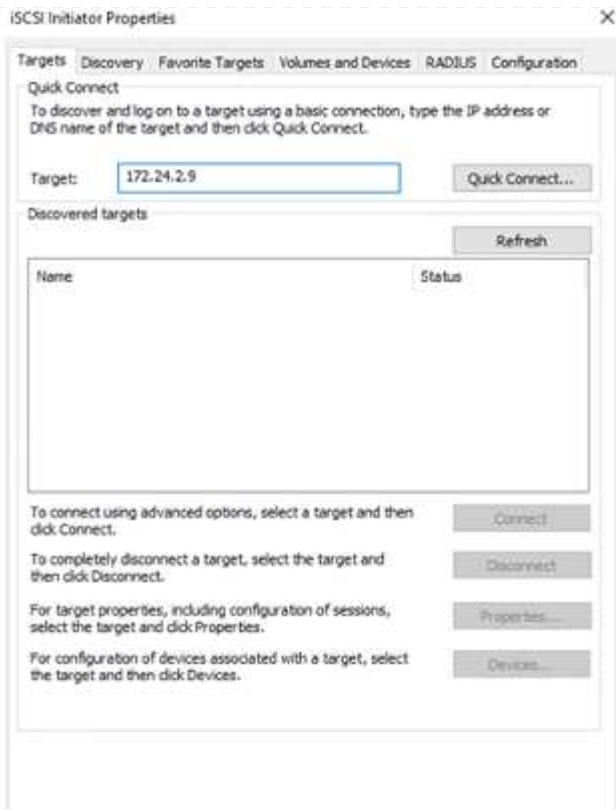 iSCSI Initiator Properties
Targets Discovery Favorite Targets Volumes and Devices RADIUS Configuration
Quick Connect
To discover and log on to a target using a basic connection, type the IP address or
DNS name of the target and then click Quick Connect.
Target: 172.24.2.9 Quick Connect...
Discovered targets
Refresh
Name Status
To connect using advanced options, select a target and then
click Connect.
Connect
To completely disconnect a target, select the target and
then click Disconnect.
Disconnect
For target properties, including configuration of sessions,
select the target and click Properties.
Properties...
For configuration of devices associated with a target, select
the target and then click Devices.
Devices...